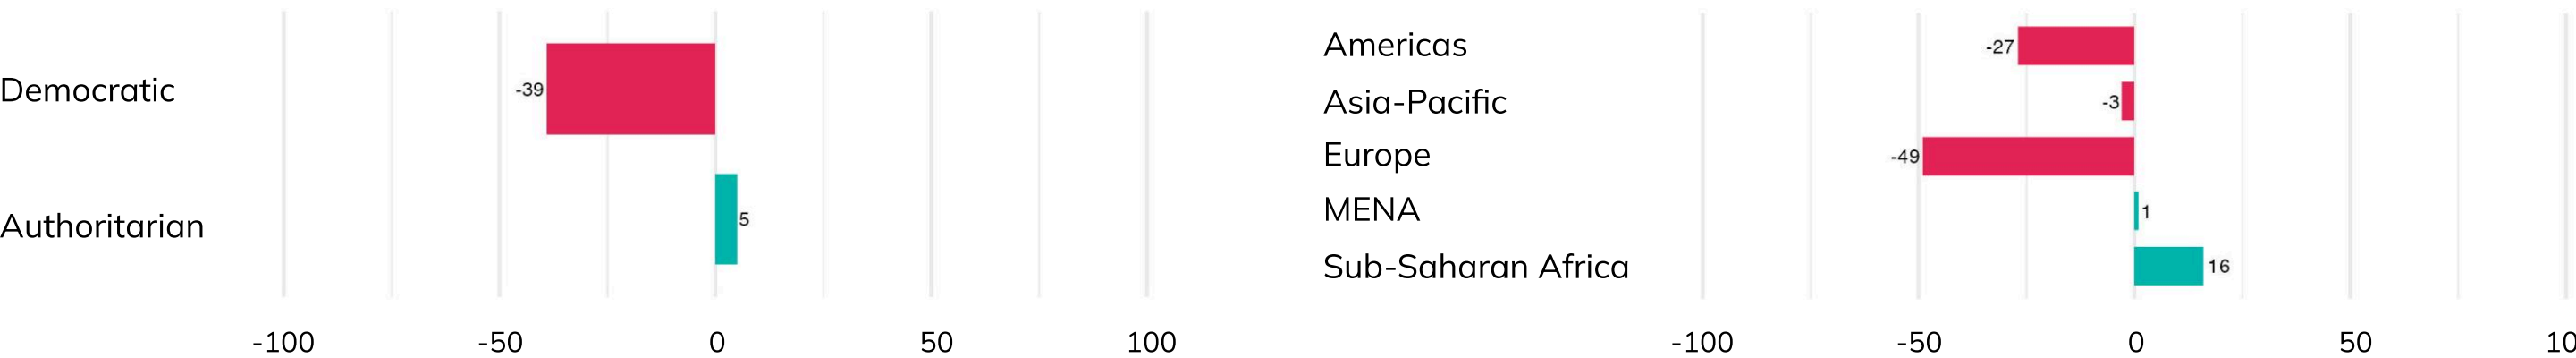 Democratic
-39
Authoritarian
5
-100 -50 0 50 100
Americas
-27
Asia-Pacific
-3
Europe
-49
MENA
1
Sub-Saharan Africa
16
-100 -50 0 50 10